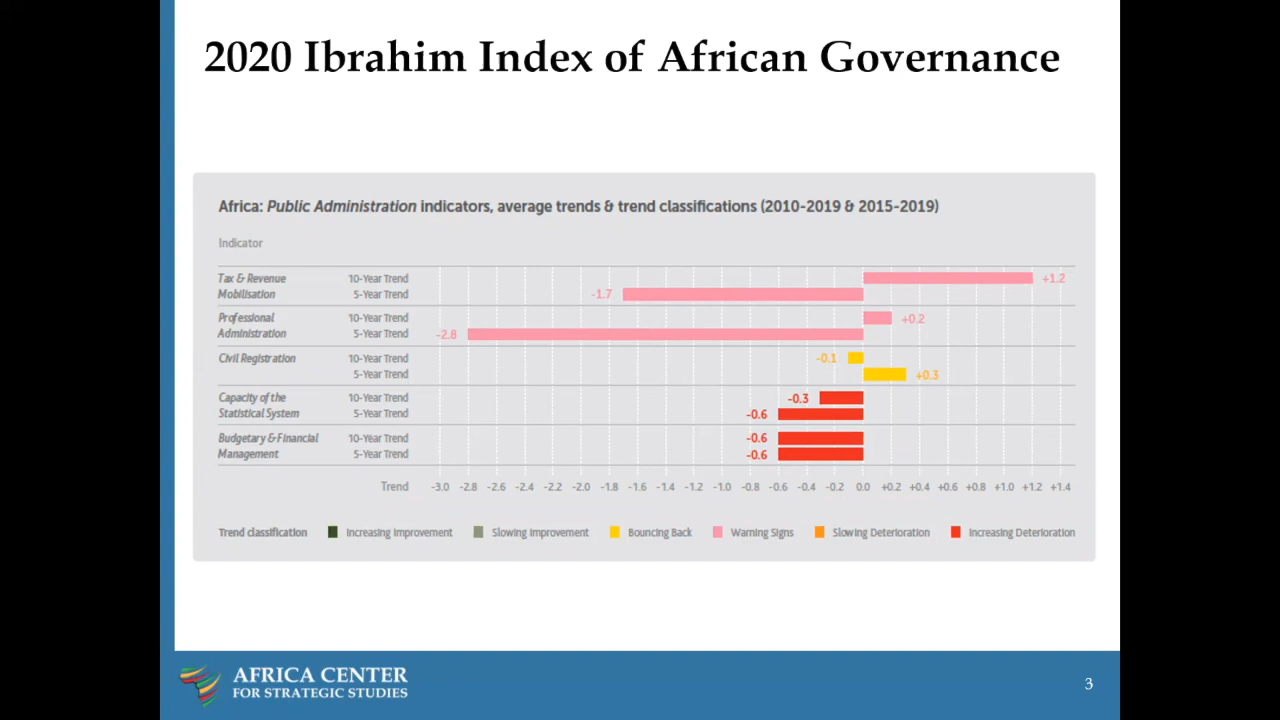 2020 Ibrahim Index of African Governance
Africa: Public Administration indicators, average trends & trend classifications (2010-2019 & 2015-2019)
Indicator
Tax & Revenue 10-Year Trend +1.2
Mobilisation 5-Year Trend -1.7
Professional 10-Year Trend +0.2
Administration 5-Year Trend -2.8
Civil Registration 10-Year Trend -0.1
5-Year Trend +0.3
Capacity of the 10-Year Trend -0.3
Statistical System 5-Year Trend -0.6
Budgetary & Financial 10-Year Trend -0.6
Management 5-Year Trend -0.6
Trend -3.0 -2.8 -2.6 -2.4 -2.2 -2.0 -1.8 -1.6 -1.4 -1.2 -1.0 -0.8 -0.6 -0.4 -0.2 0.0 +0.2 +0.4 +0.6 +0.8 +1.0 +1.2 +1.4
Trend classification Increasing Improvement Slowing Improvement Bouncing Back Warning Signs Slowing Deterioration Increasing Deterioration
AFRICA CENTER
FOR STRATEGIC STUDIES
3